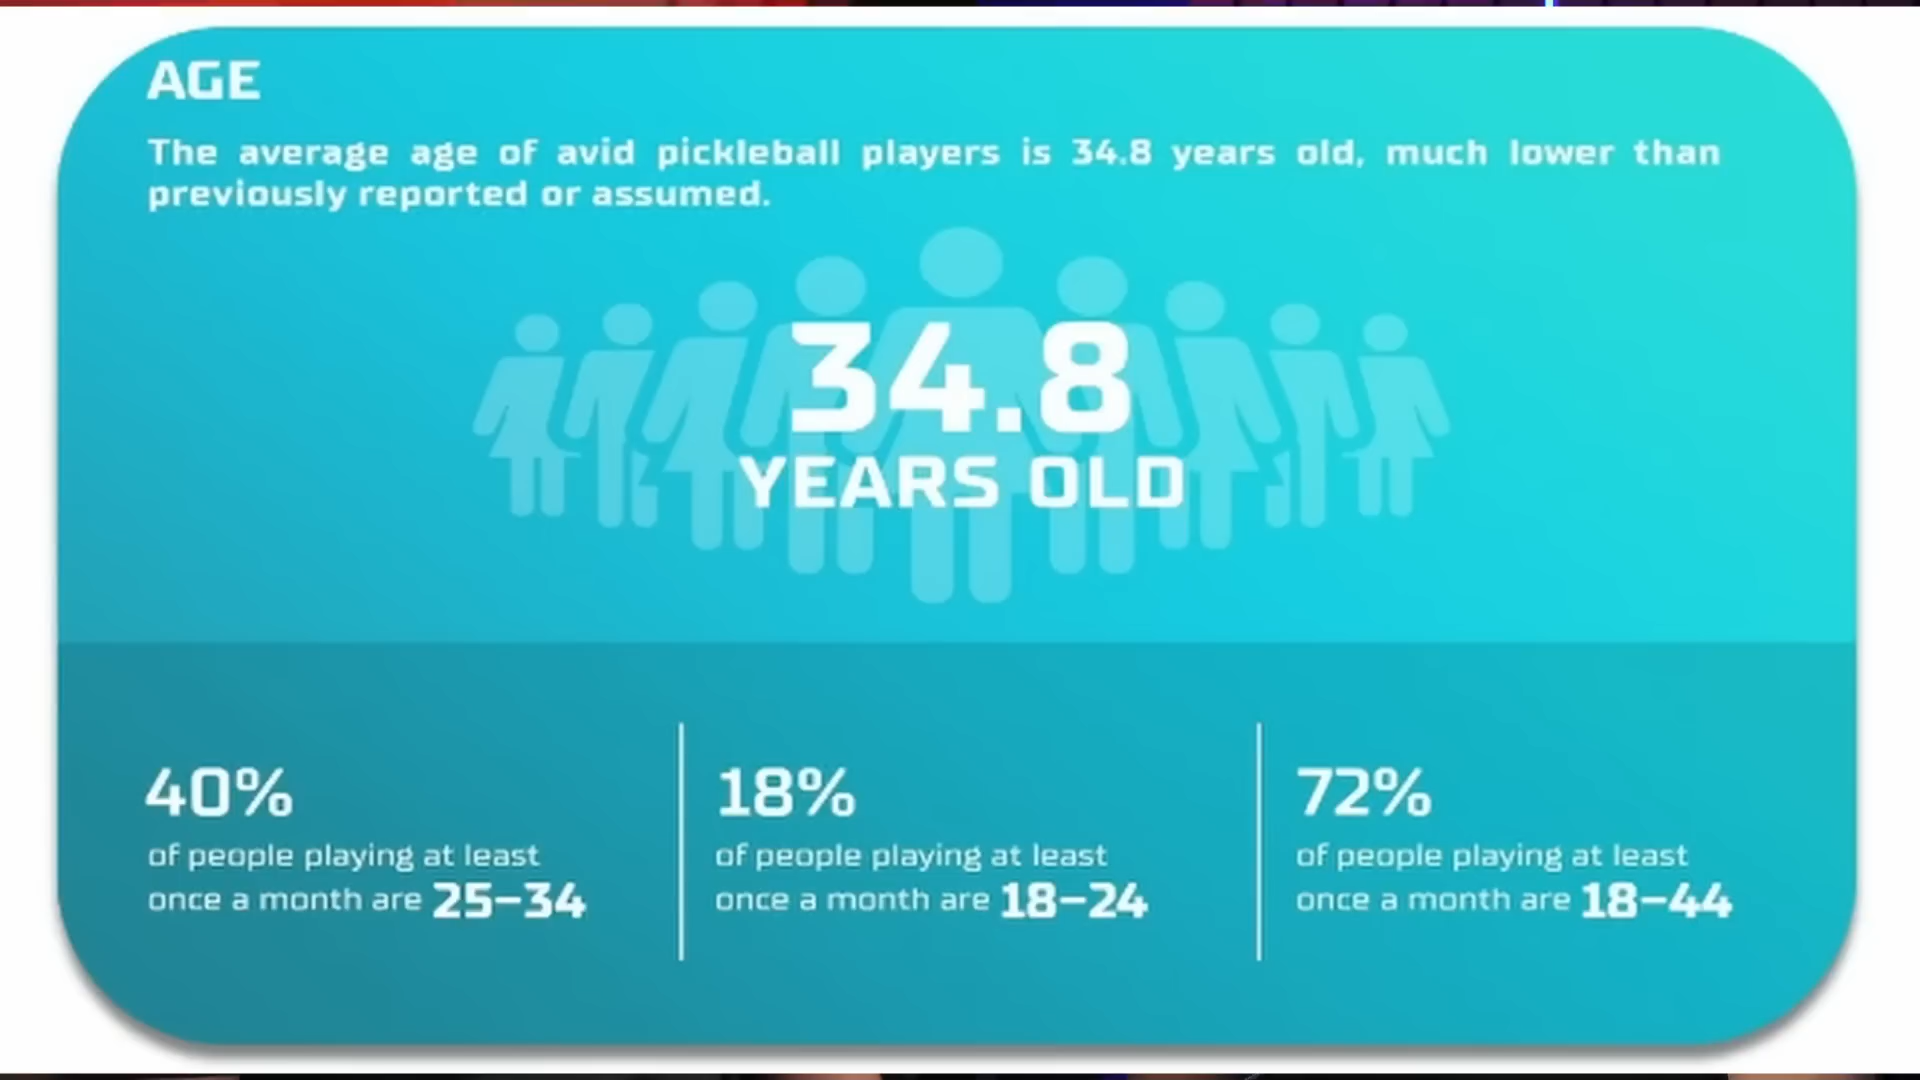 AGE
The average age of avid pickleball players is 34.8 years old, much lower than
previously reported or assumed.
34.8
YEARS OLD
40%
of people playing at least
once a month are 25–34
18%
of people playing at least
once a month are 18–24
72%
of people playing at least
once a month are 18–44